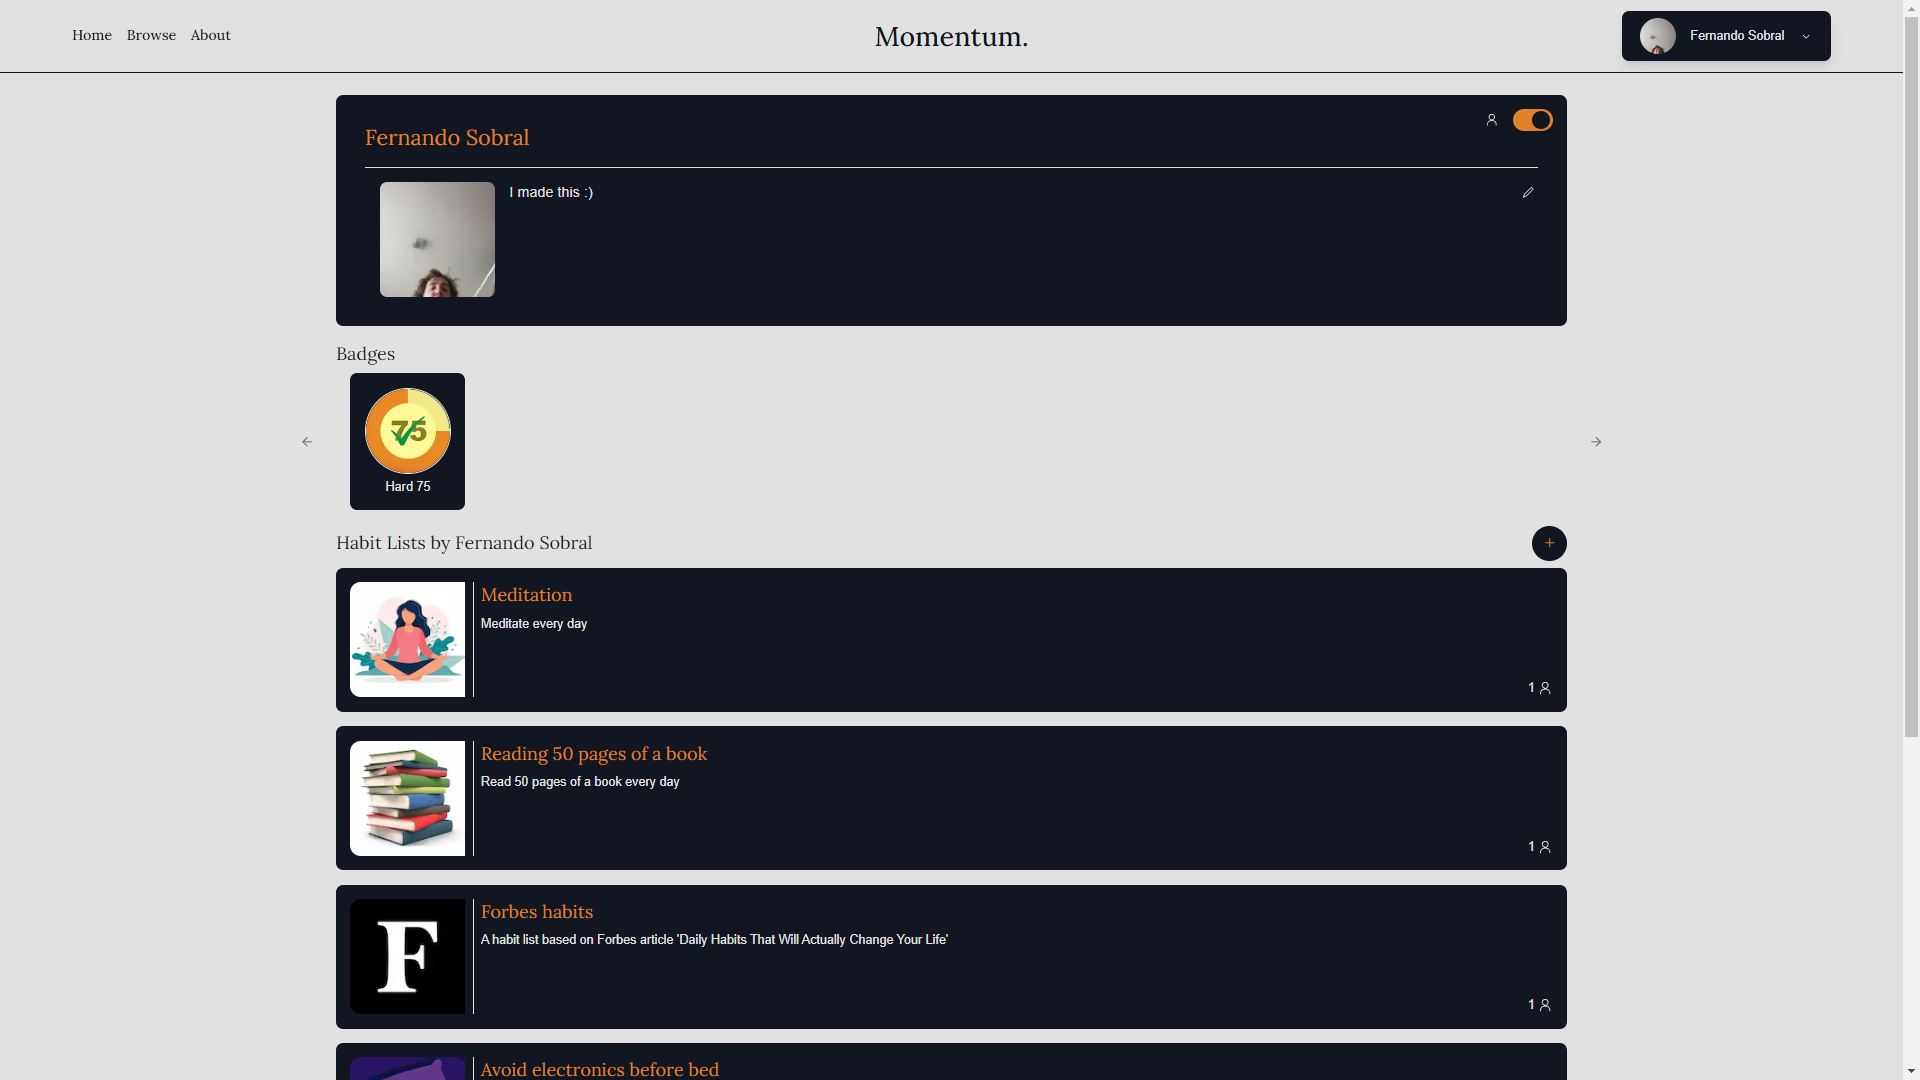 Home Browse About
Momentum.
Fernando Sobral
Fernando Sobral
I made this :)
Badges
75
Hard 75
Habit Lists by Fernando Sobral
+
Meditation
Meditate every day
1
Reading 50 pages of a book
Read 50 pages of a book every day
1
F
Forbes habits
A habit list based on Forbes article 'Daily Habits That Will Actually Change Your Life'
1
Avoid electronics before bed